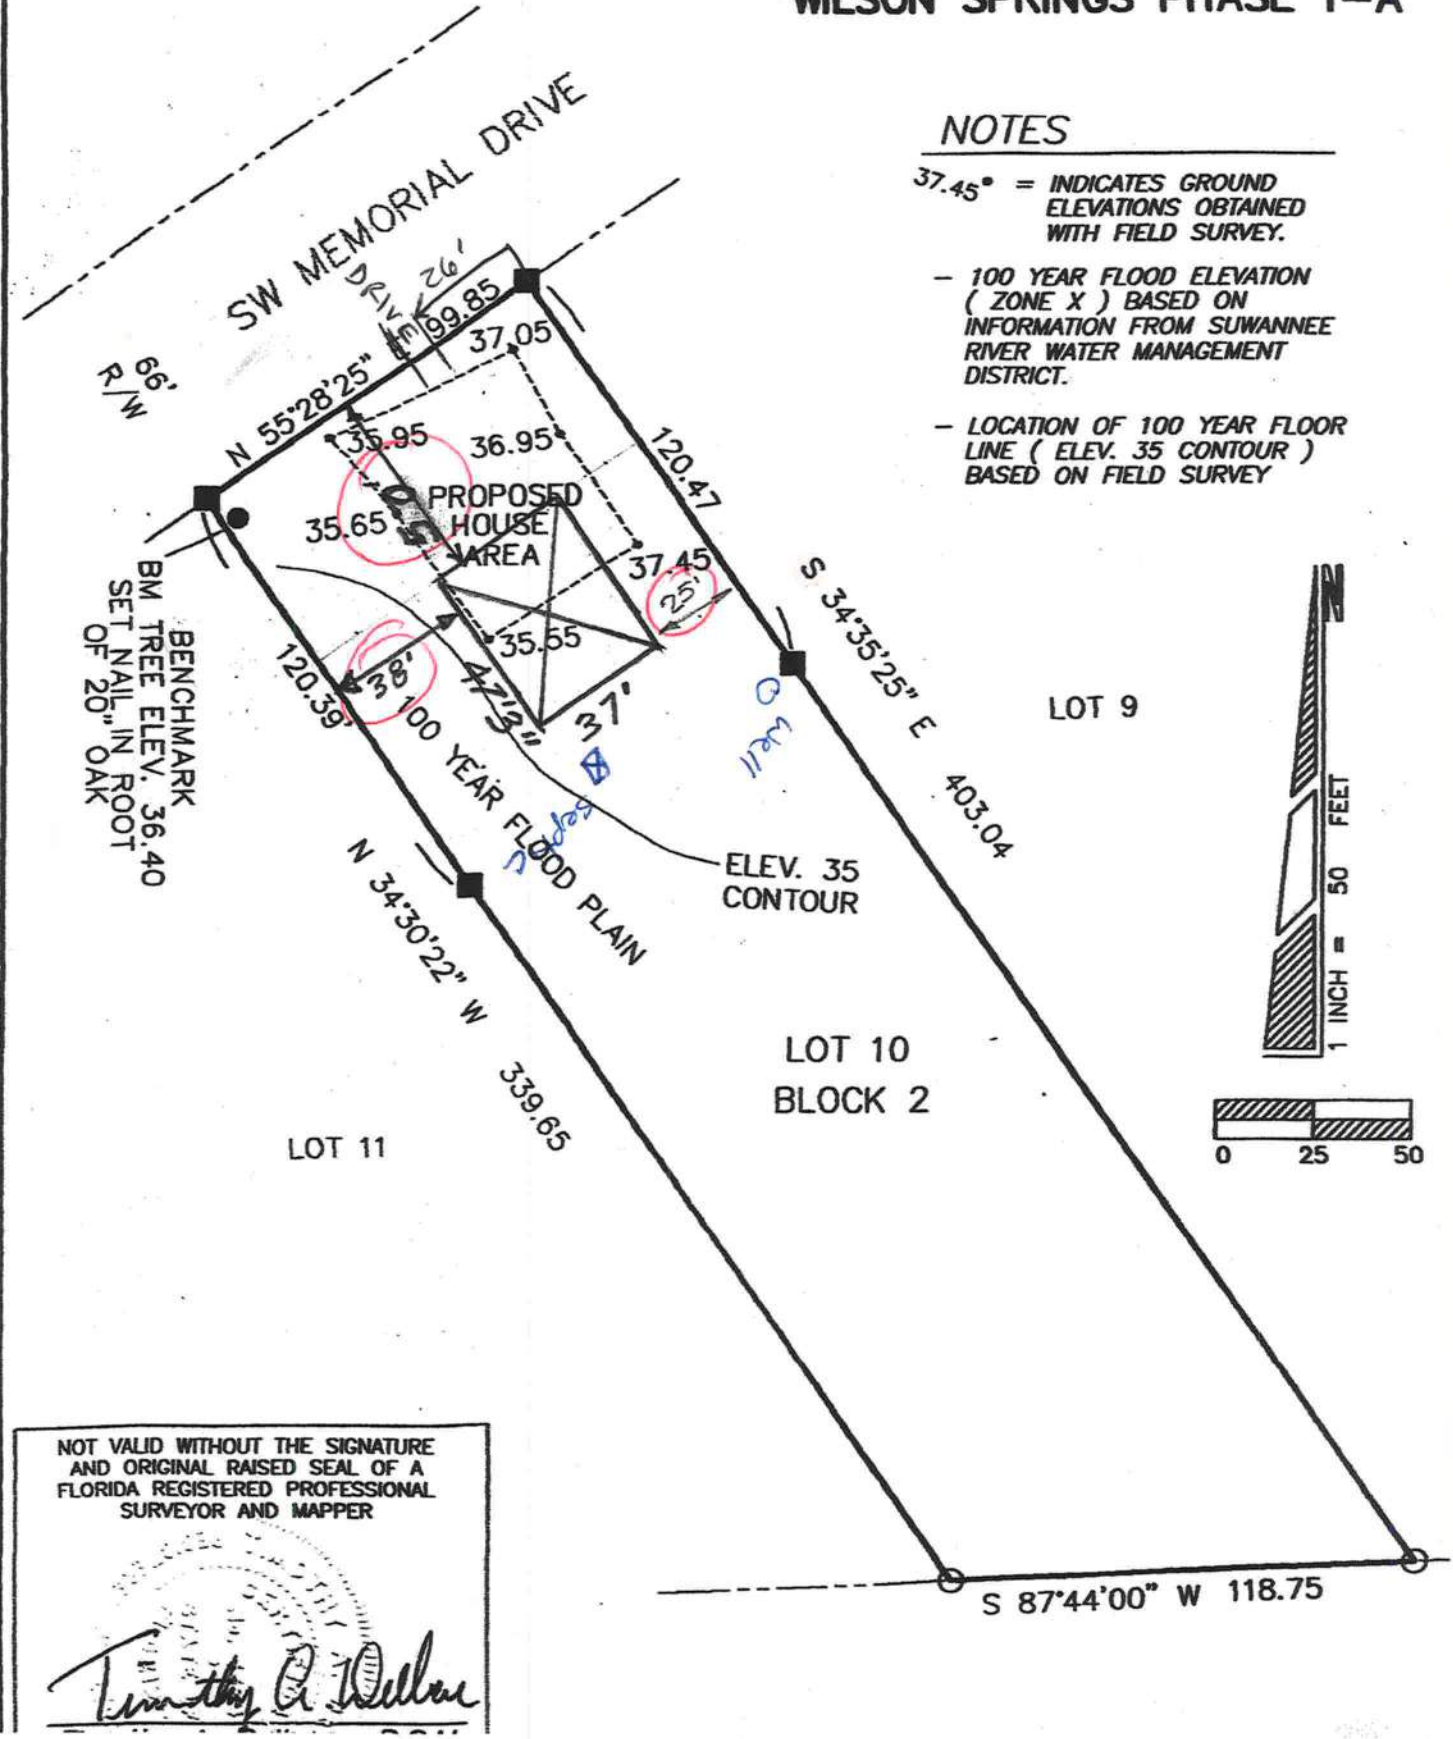 WILSON SPRINGS PHASE 1-A
SW MEMORIAL DRIVE
NOTES
37.45• = INDICATES GROUND
ELEVATIONS OBTAINED
WITH FIELD SURVEY.
- 100 YEAR FLOOD ELEVATION
( ZONE X ) BASED ON
INFORMATION FROM SUWANNEE
RIVER WATER MANAGEMENT
DISTRICT.
- LOCATION OF 100 YEAR FLOOR
LINE ( ELEV. 35 CONTOUR )
BASED ON FIELD SURVEY
66'
R/W
DRIVE
26'
N 55°28'25"
99.85
37.05
35.95
36.95
35.65
50
PROPOSED
HOUSE
AREA
37.45
25'
35.55
38'
47'3"
37'
120.47
S 34°35'25" E
403.04
BENCHMARK
BM TREE ELEV. 36.40
SET NAIL IN ROOT
OF 20" OAK
120.39'
100 YEAR FLOOD PLAIN
septic
Well
LOT 9
N
1 INCH = 50 FEET
ELEV. 35
CONTOUR
N 34°30'22" W
339.65
LOT 10
BLOCK 2
LOT 11
0 25 50
S 87°44'00" W 118.75
NOT VALID WITHOUT THE SIGNATURE
AND ORIGINAL RAISED SEAL OF A
FLORIDA REGISTERED PROFESSIONAL
SURVEYOR AND MAPPER
Timothy A